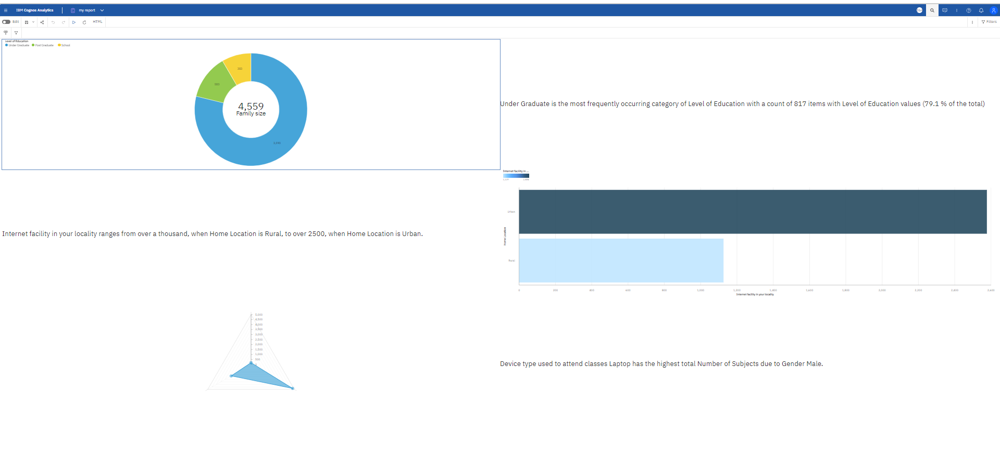 IBM Cognos Analytics
my report
Edit
HTML
Filters
Level of Education
Under Graduate Post Graduate School
383
583
4,559
Family size
Under Graduate is the most frequently occurring category of Level of Education with a count of 817 items with Level of Education values (79.1 % of the total)
Internet facility in ...
Urban
Internet facility in your locality ranges from over a thousand, when Home Location is Rural, to over 2500, when Home Location is Urban.
Home Location
Rural
0 200 400 600 800 1,000 1,200 1,400 1,600 1,800 2,000 2,200 2,400 2,600
Internet facility in your locality
5,000
4,500
4,000
3,500
3,000
2,500
2,000
1,500
1,000
500
0
Device type used to attend classes Laptop has the highest total Number of Subjects due to Gender Male.